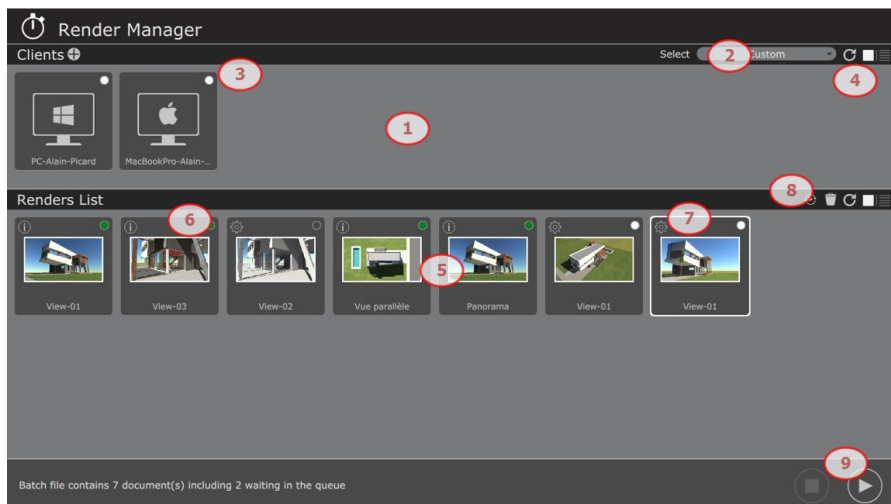 Render Manager
Clients
Select
2
Custom
3
4
1
PC-Alain-Picard
MacBookPro-Alain-...
Renders List
8
6
7
5
View-01
View-03
View-02
Vue parallèle
Panorama
View-01
View-01
9
Batch file contains 7 document(s) including 2 waiting in the queue